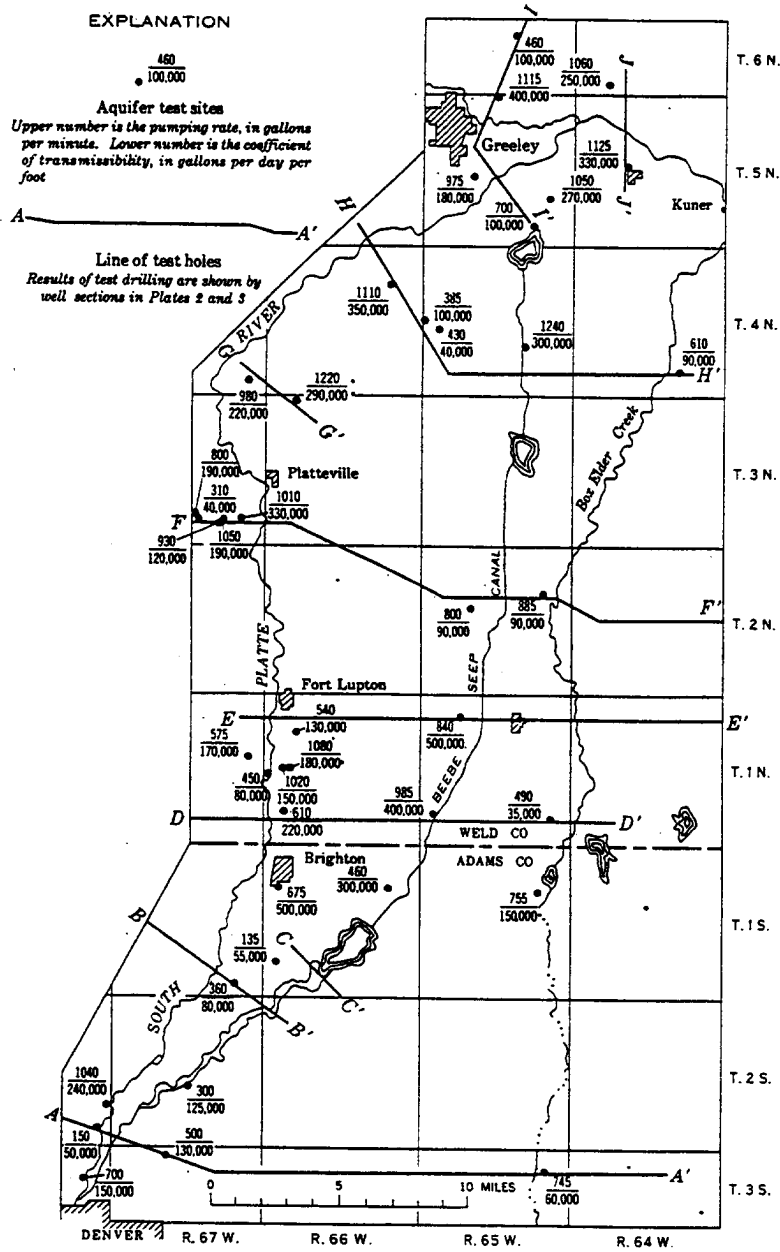 EXPLANATION
460
100,000
Aquifer test sites
Upper number is the pumping rate, in gallons
per minute. Lower number is the coefficient
of transmissibility, in gallons per day per
foot
A
A'
Line of test holes
Results of test drilling are shown by
well sections in Plates 2 and 3
I
460
100,000
1060
250,000
J
T. 6 N.
1115
400,000
Greeley
1125
330,000
975
180,000
1050
270,000
T. 5 N.
H
700
100,000
I'
J'
Kuner
1110
350,000
385
100,000
430
40,000
1240
300,000
T. 4 N.
610
90,000
H'
RIVER
G
980
220,000
1220
290,000
G'
800
190,000
Platteville
Box Elder Creek
T. 3 N.
310
40,000
1010
330,000
F
930
120,000
1050
190,000
CANAL
800
90,000
885
90,000
F'
T. 2 N.
PLATTE
SEEP
Fort Lupton
E
540
130,000
E'
575
170,000
1080
180,000
840
500,000
T. 1 N.
450
80,000
1020
150,000
BEEBE
985
400,000
490
35,000
D
610
220,000
D'
WELD CO
ADAMS CO
Brighton
460
300,000
675
500,000
755
150,000
T. 1 S.
B
135
55,000
C
360
80,000
SOUTH
B'
C'
1040
240,000
T. 2 S.
A
300
125,000
150
50,000
500
130,000
700
150,000
A'
0 5 10 MILES
745
60,000
T. 3 S.
DENVER
R. 67 W. R. 66 W. R. 65 W. R. 64 W.